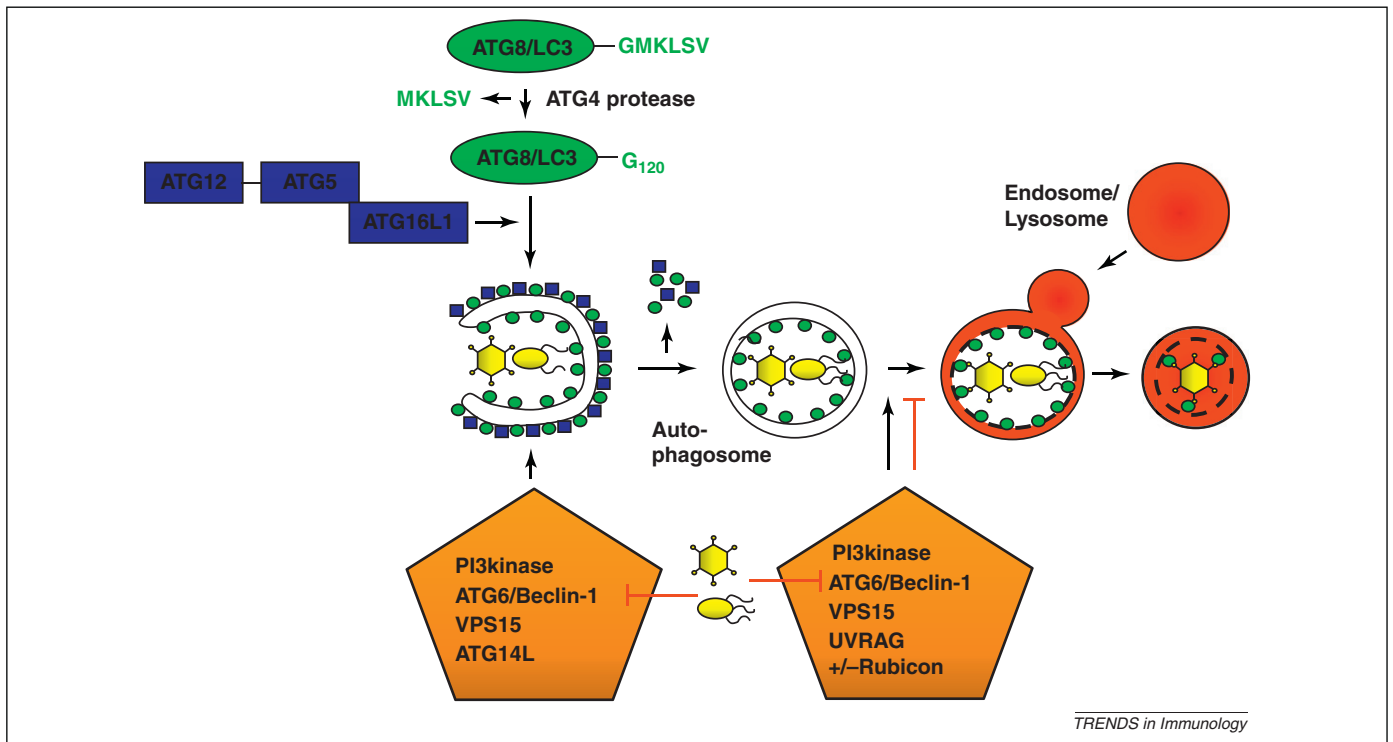 ATG8/LC3
GMKLSV
MKLSV
ATG4 protease
ATG8/LC3
G120
ATG12
ATG5
ATG16L1
Endosome/
Lysosome
Auto-
phagosome
PI3kinase
ATG6/Beclin-1
VPS15
ATG14L
PI3kinase
ATG6/Beclin-1
VPS15
UVRAG
+/–Rubicon
TRENDS in Immunology